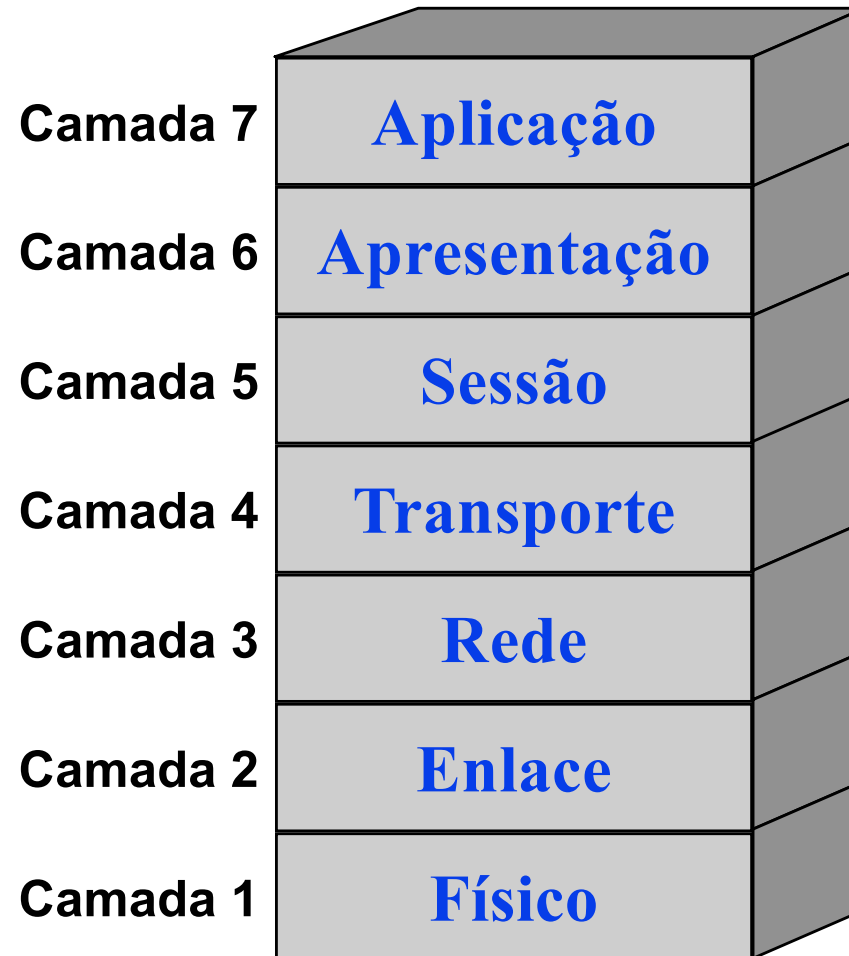 Camada 7 Aplicação
Camada 6 Apresentação
Camada 5 Sessão
Camada 4 Transporte
Camada 3 Rede
Camada 2 Enlace
Camada 1 Físico